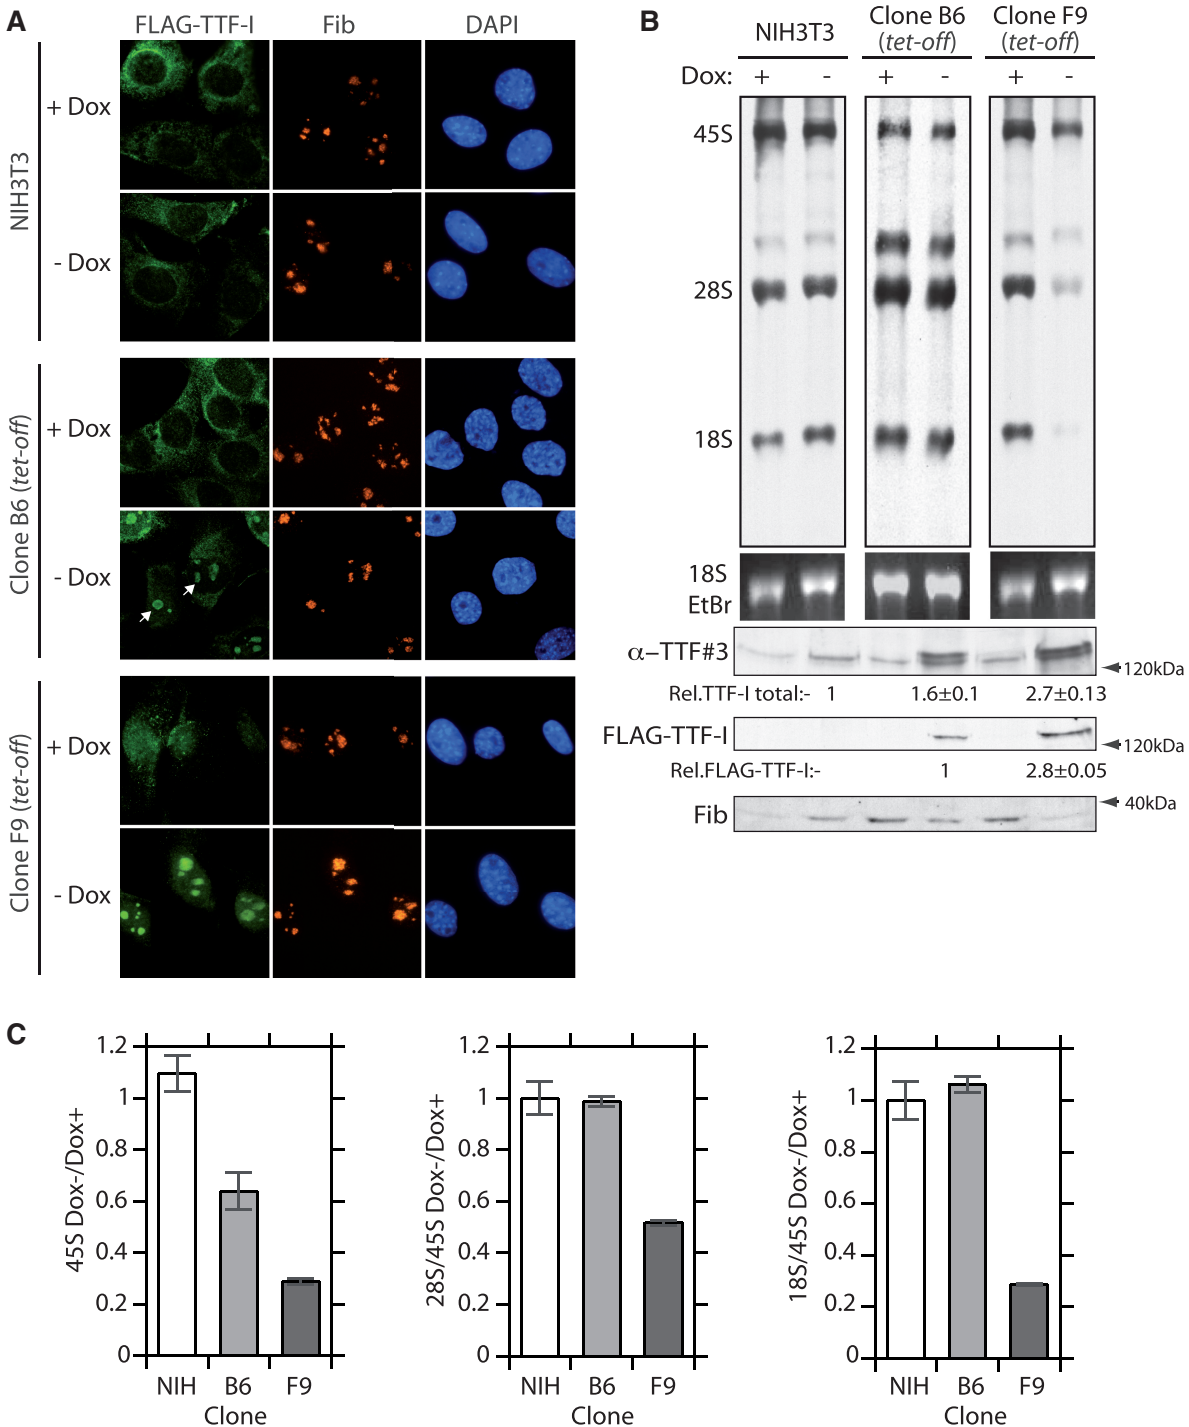 A
FLAG-TTF-I Fib DAPI
NIH3T3
+ Dox
- Dox
Clone B6 (tet-off)
+ Dox
- Dox
Clone F9 (tet-off)
+ Dox
- Dox
B
NIH3T3 Clone B6 (tet-off) Clone F9 (tet-off)
Dox: + - + - + -
45S
28S
18S
18S
EtBr
α–TTF#3 120kDa
Rel.TTF-I total:- 1 1.6±0.1 2.7±0.13
FLAG-TTF-I 120kDa
Rel.FLAG-TTF-I:- 1 2.8±0.05
Fib 40kDa
C
45S Dox-/Dox+
1.2
1
0.8
0.6
0.4
0.2
0
NIH B6 F9
Clone
28S/45S Dox-/Dox+
1.2
1
0.8
0.6
0.4
0.2
0
NIH B6 F9
Clone
18S/45S Dox-/Dox+
1.2
1
0.8
0.6
0.4
0.2
0
NIH B6 F9
Clone